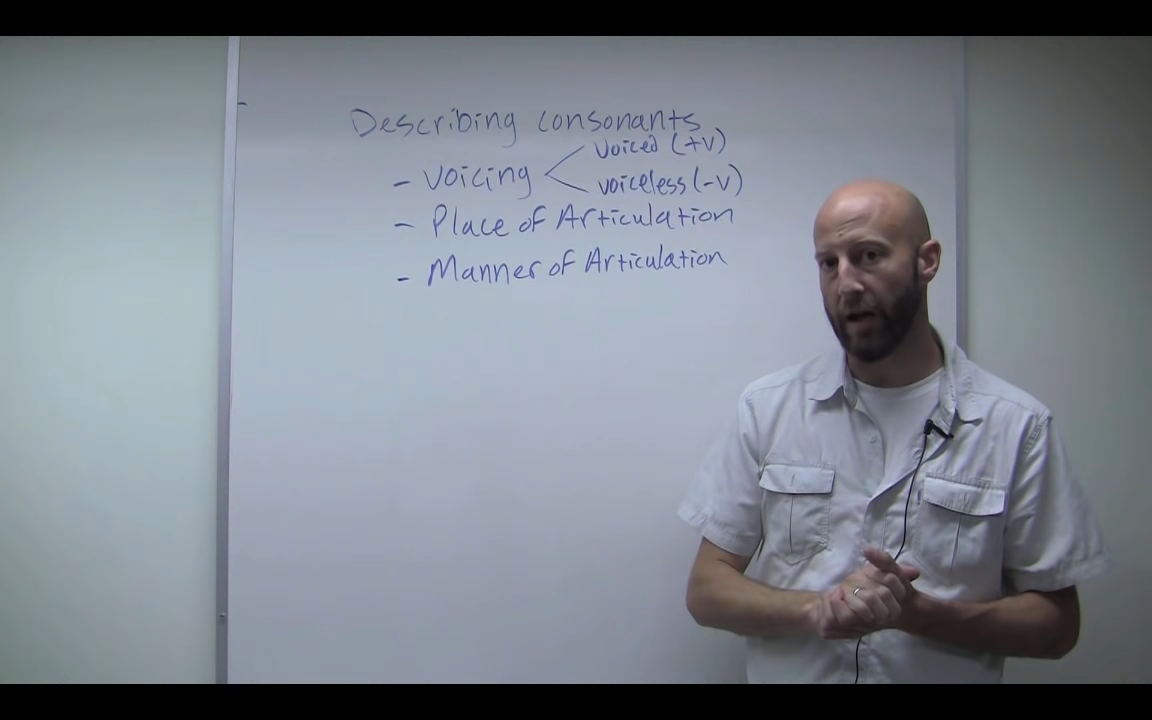 Describing consonants
- Voicing < Voiced (+V)
voiceless (-V)
- Place of Articulation
- Manner of Articulation